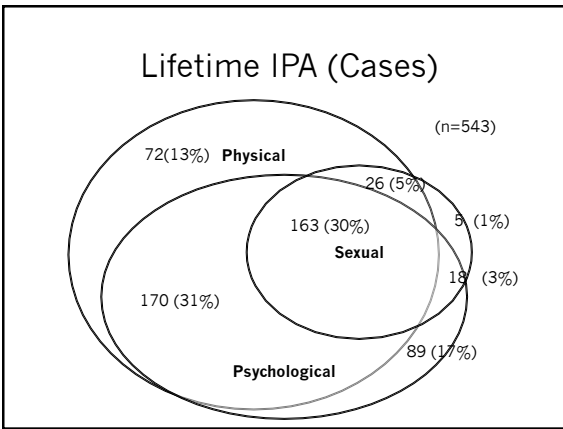 Lifetime IPA (Cases)
(n=543)
72(13%) Physical
26 (5%)
5 (1%)
163 (30%)
Sexual
18 (3%)
170 (31%)
89 (17%)
Psychological